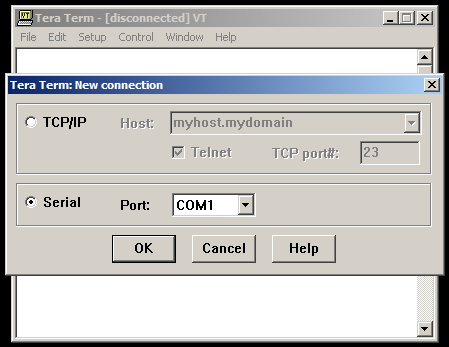 VT
Tera Term - [disconnected] VT
File Edit Setup Control Window Help
Tera Term: New connection
TCP/IP Host: myhost.mydomain
Telnet TCP port#: 23
Serial Port: COM1
OK Cancel Help